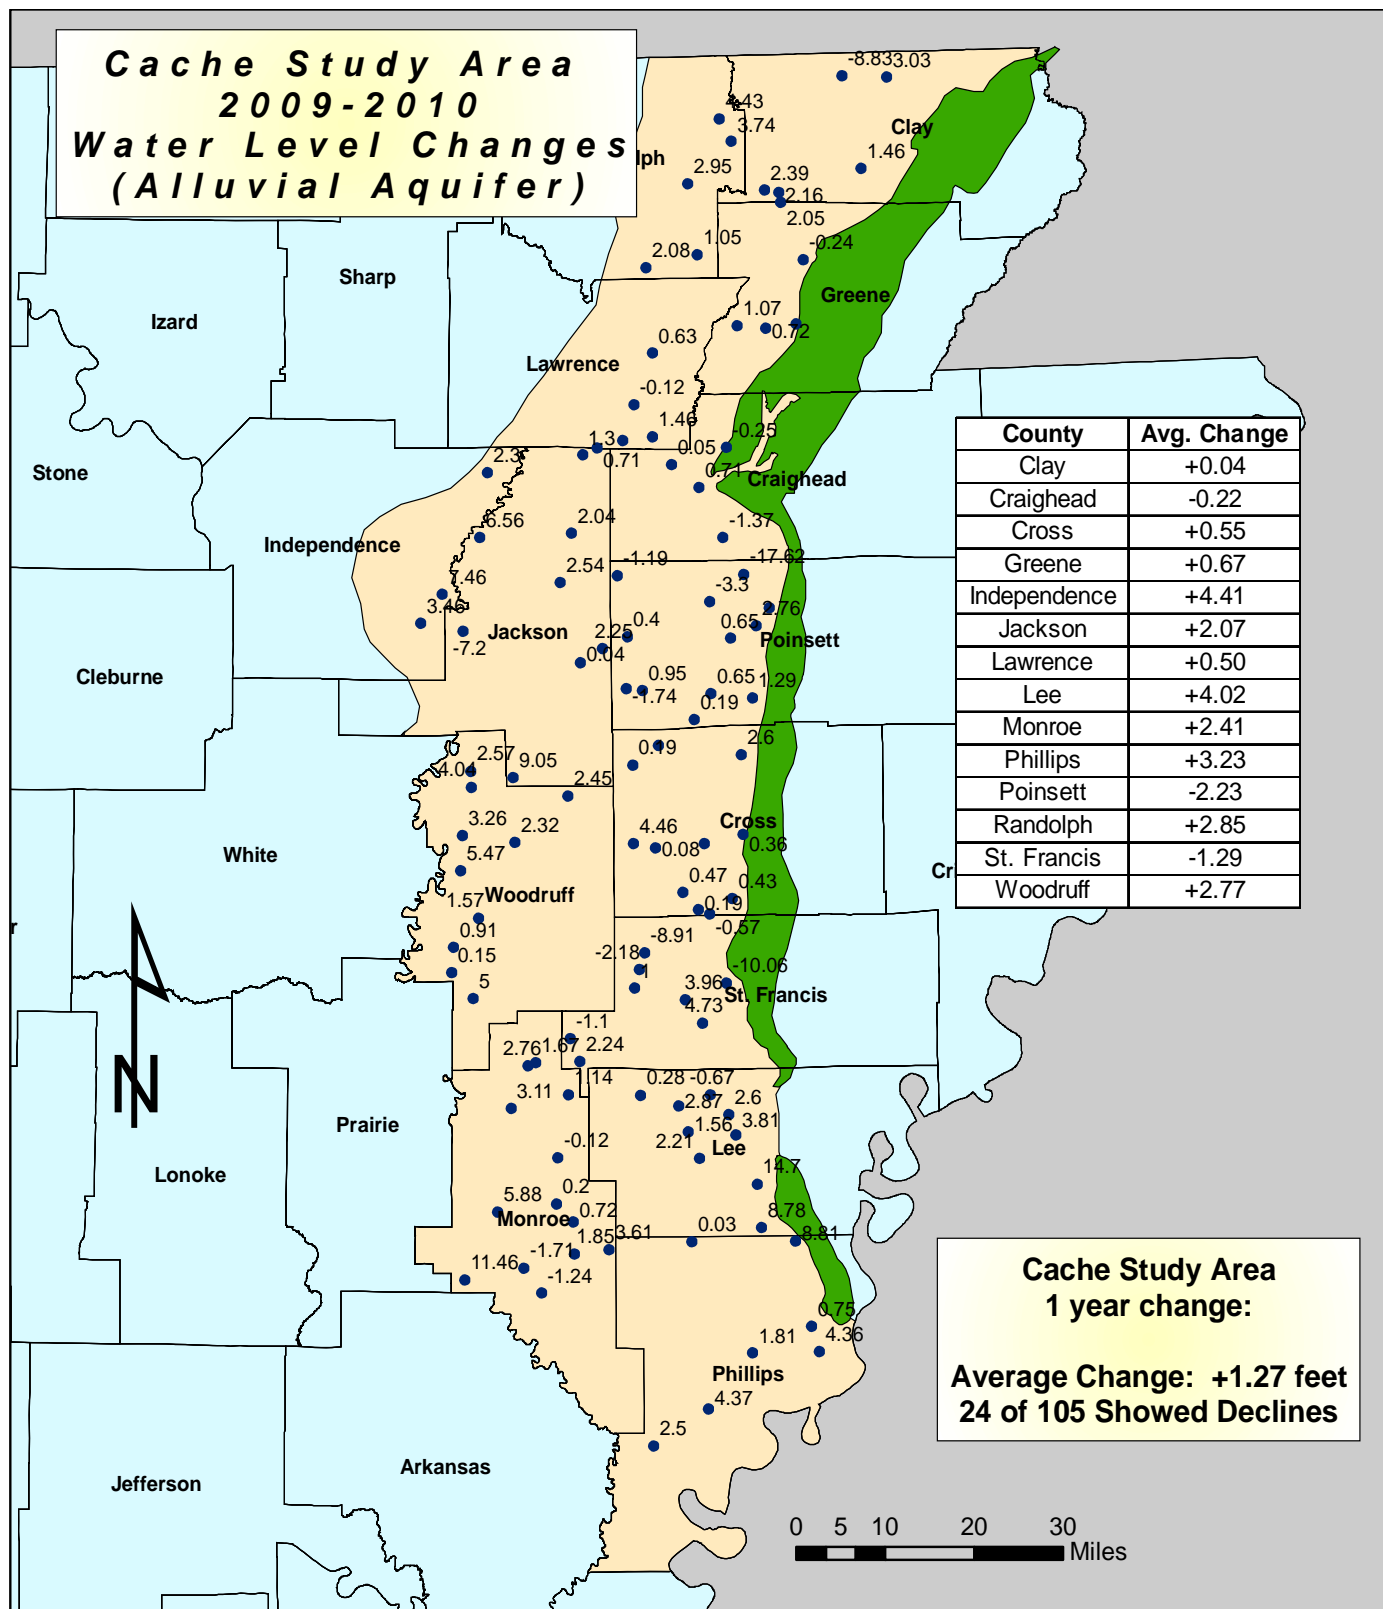 Cache Study Area
2009-2010
Water Level Changes
(Alluvial Aquifer)
-8.83
3.03
4.43
3.74
Clay
lph
1.46
2.95
2.39
2.16
2.05
1.05
-0.24
2.08
Sharp
Greene
Izard
1.07
0.72
0.63
Lawrence
-0.12
1.46
-0.25
1.3
0.71
0.05
0.71
Craighead
Stone
2.3
6.56
2.04
-1.37
Independence
2.54
-1.19
-17.62
7.46
-3.3
3.46
2.76
Jackson
2.25
0.4
0.65
Poinsett
-7.2
0.04
Cleburne
0.95
0.65
1.29
-1.74
0.19
County Avg. Change
Clay +0.04
Craighead -0.22
Cross +0.55
Greene +0.67
Independence +4.41
Jackson +2.07
Lawrence +0.50
Lee +4.02
Monroe +2.41
Phillips +3.23
Poinsett -2.23
Randolph +2.85
St. Francis -1.29
Woodruff +2.77
0.19
2.6
2.57
9.05
4.04
2.45
3.26
2.32
4.46
Cross
0.08
0.36
White
5.47
0.47
0.43
Cri
Woodruff
1.57
0.19
-0.57
r
0.91
-8.91
-2.18
0.15
1
-10.06
5
3.96
St. Francis
4.73
-1.1
2.76
1.67
2.24
N
1.14
0.28
-0.67
3.11
2.87
2.6
Prairie
1.56
3.81
2.21
Lee
-0.12
Lonoke
14.7
5.88
0.2
Monroe
0.72
0.03
8.78
1.85
3.61
8.81
11.46
-1.71
-1.24
Cache Study Area
1 year change:
Average Change: +1.27 feet
24 of 105 Showed Declines
0.75
1.81
4.36
Phillips
4.37
2.5
Arkansas
Jefferson
0 5 10 20 30
Miles